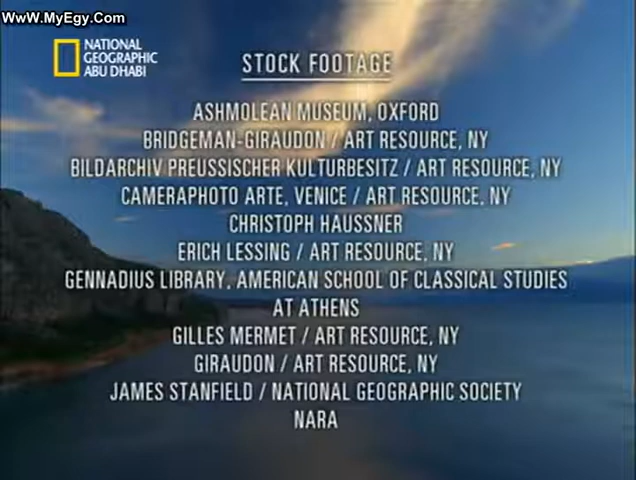 WwW.MyEgy.Com
NATIONAL
GEOGRAPHIC
ABU DHABI
STOCK FOOTAGE
ASHMOLEAN MUSEUM, OXFORD
BRIDGEMAN-GIRAUDON / ART RESOURCE, NY
BILDARCHIV PREUSSISCHER KULTURBESITZ / ART RESOURCE, NY
CAMERAPHOTO ARTE, VENICE / ART RESOURCE, NY
CHRISTOPH HAUSSNER
ERICH LESSING / ART RESOURCE, NY
GENNADIUS LIBRARY, AMERICAN SCHOOL OF CLASSICAL STUDIES
AT ATHENS
GILLES MERMET / ART RESOURCE, NY
GIRAUDON / ART RESOURCE, NY
JAMES STANFIELD / NATIONAL GEOGRAPHIC SOCIETY
NARA